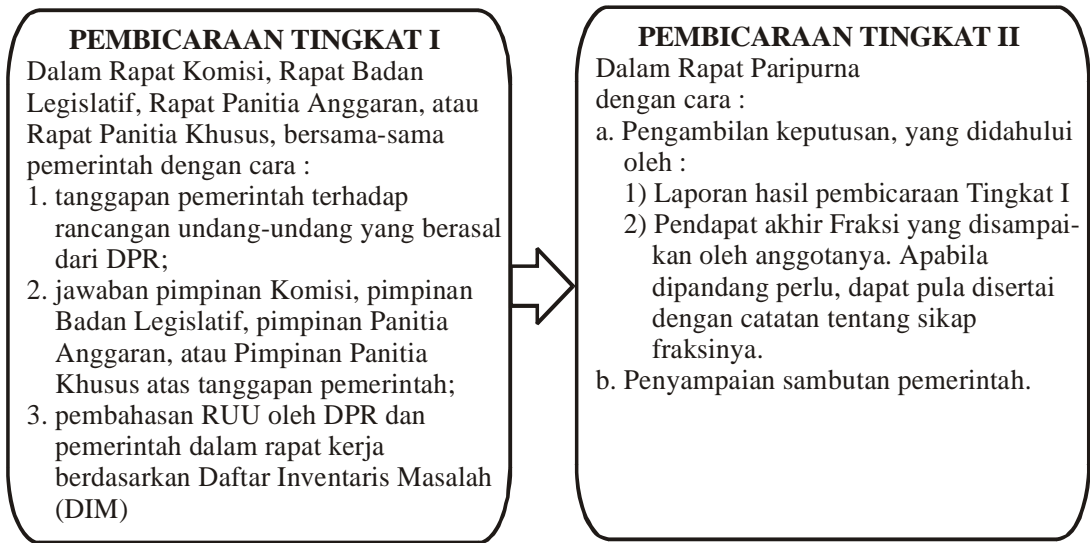 PEMBICARAAN TINGKAT I
Dalam Rapat Komisi, Rapat Badan
Legislatif, Rapat Panitia Anggaran, atau
Rapat Panitia Khusus, bersama-sama
pemerintah dengan cara :
1. tanggapan pemerintah terhadap
rancangan undang-undang yang berasal
dari DPR;
2. jawaban pimpinan Komisi, pimpinan
Badan Legislatif, pimpinan Panitia
Anggaran, atau Pimpinan Panitia
Khusus atas tanggapan pemerintah;
3. pembahasan RUU oleh DPR dan
pemerintah dalam rapat kerja
berdasarkan Daftar Inventaris Masalah
(DIM)
PEMBICARAAN TINGKAT II
Dalam Rapat Paripurna
dengan cara :
a. Pengambilan keputusan, yang didahului
oleh :
1) Laporan hasil pembicaraan Tingkat I
2) Pendapat akhir Fraksi yang disampai-
kan oleh anggotanya. Apabila
dipandang perlu, dapat pula disertai
dengan catatan tentang sikap
fraksinya.
b. Penyampaian sambutan pemerintah.